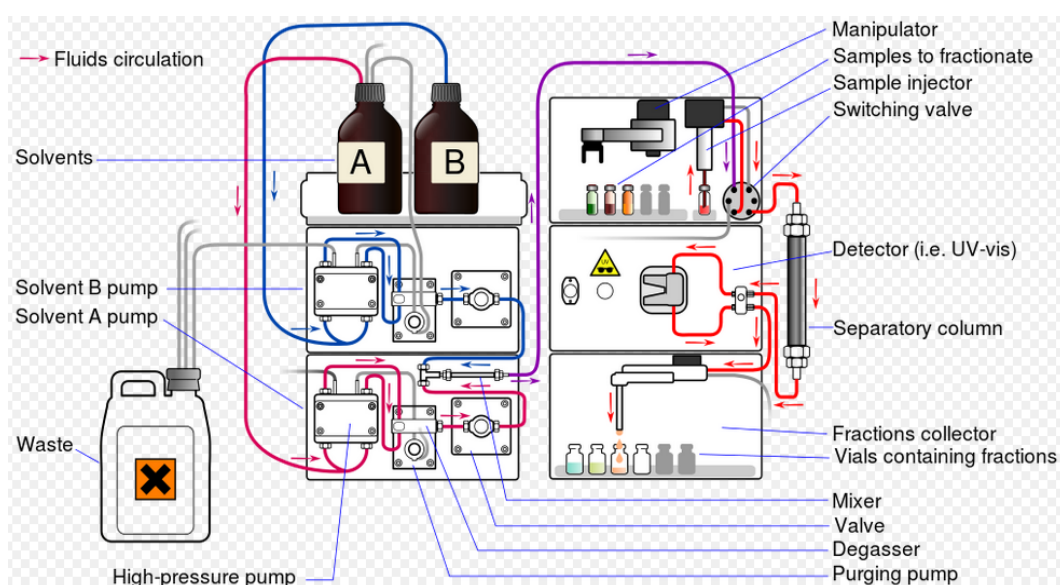 Fluids circulation
Solvents
A
B
Solvent B pump
Solvent A pump
Waste
High-pressure pump
Manipulator
Samples to fractionate
Sample injector
Switching valve
UV
Detector (i.e. UV-vis)
Separatory column
Fractions collector
Vials containing fractions
Mixer
Valve
Degasser
Purging pump